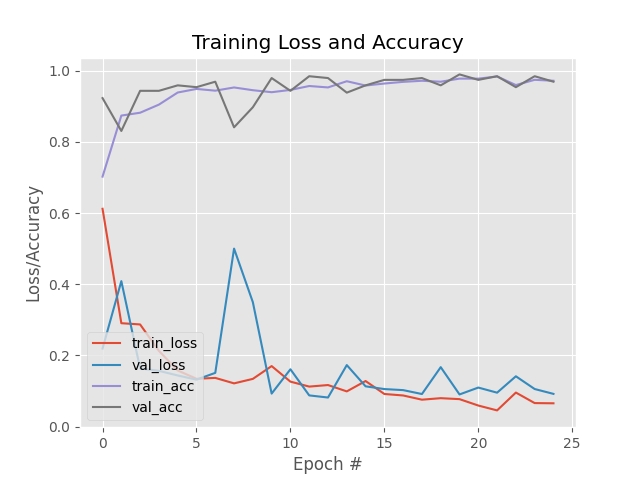 Training Loss and Accuracy
1.0
0.8
0.6
0.4
0.2
0.0
Loss/Accuracy
train_loss
val_loss
train_acc
val_acc
0 5 10 15 20 25
Epoch #